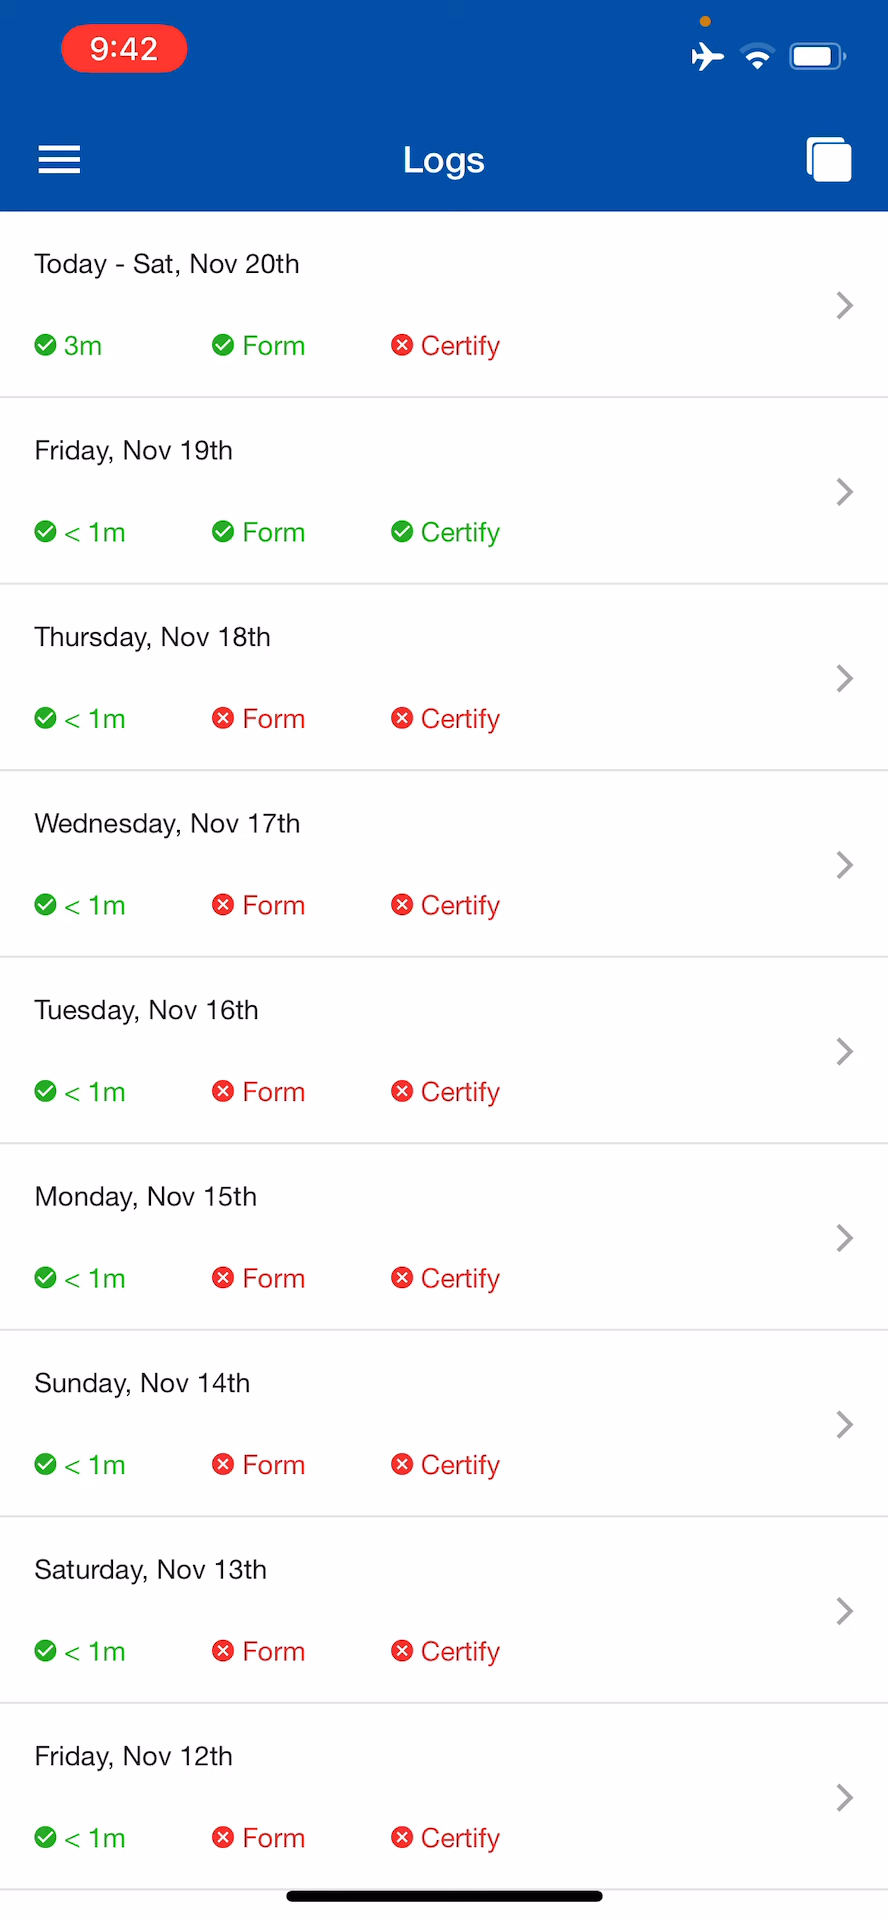 9:42
Logs
Today - Sat, Nov 20th
3m Form Certify
Friday, Nov 19th
< 1m Form Certify
Thursday, Nov 18th
< 1m Form Certify
Wednesday, Nov 17th
< 1m Form Certify
Tuesday, Nov 16th
< 1m Form Certify
Monday, Nov 15th
< 1m Form Certify
Sunday, Nov 14th
< 1m Form Certify
Saturday, Nov 13th
< 1m Form Certify
Friday, Nov 12th
< 1m Form Certify